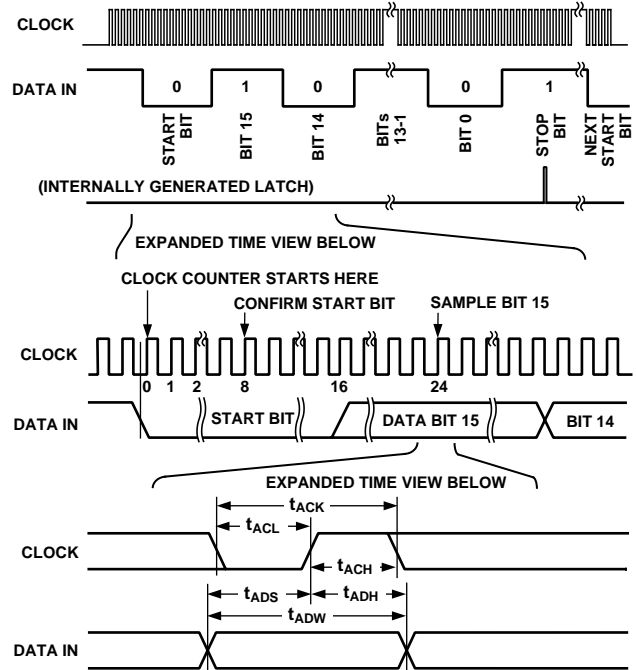 CLOCK
DATA IN
0 1 0 0 1
START BIT
BIT 15
BIT 14
BITs 13-1
BIT 0
STOP BIT
NEXT START BIT
(INTERNALLY GENERATED LATCH)
EXPANDED TIME VIEW BELOW
CLOCK COUNTER STARTS HERE
CONFIRM START BIT
SAMPLE BIT 15
CLOCK
0 1 2 8 16 24
DATA IN
START BIT
DATA BIT 15
BIT 14
EXPANDED TIME VIEW BELOW
tACK
tACL
CLOCK
tACH
tADS
tADH
tADW
DATA IN